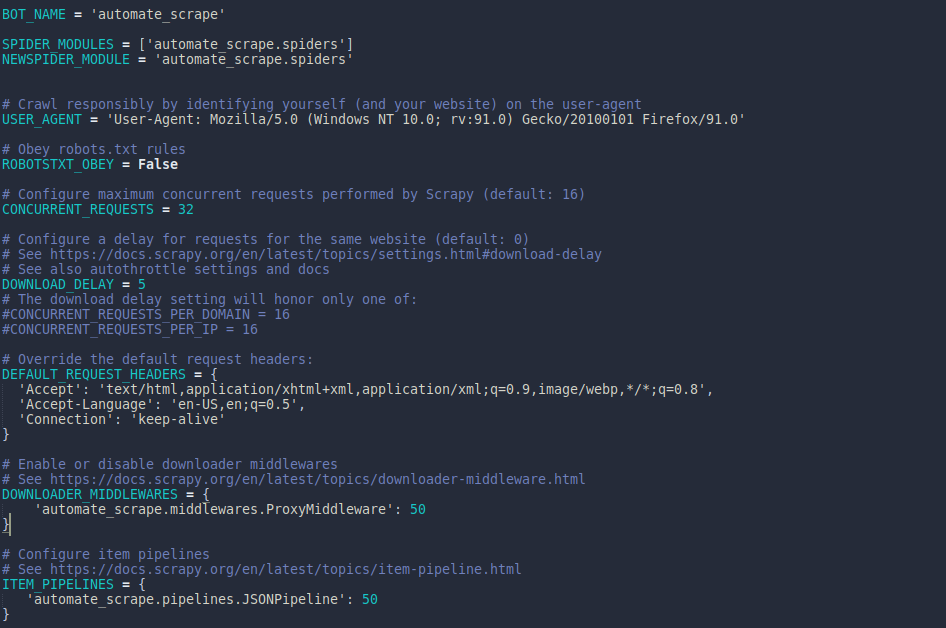 BOT_NAME = 'automate_scrape'
SPIDER_MODULES = ['automate_scrape.spiders']
NEWSPIDER_MODULE = 'automate_scrape.spiders'
# Crawl responsibly by identifying yourself (and your website) on the user-agent
USER_AGENT = 'User-Agent: Mozilla/5.0 (Windows NT 10.0; rv:91.0) Gecko/20100101 Firefox/91.0'
# Obey robots.txt rules
ROBOTSTXT_OBEY = False
# Configure maximum concurrent requests performed by Scrapy (default: 16)
CONCURRENT_REQUESTS = 32
# Configure a delay for requests for the same website (default: 0)
# See https://docs.scrapy.org/en/latest/topics/settings.html#download-delay
# See also autothrottle settings and docs
DOWNLOAD_DELAY = 5
# The download delay setting will honor only one of:
#CONCURRENT_REQUESTS_PER_DOMAIN = 16
#CONCURRENT_REQUESTS_PER_IP = 16
# Override the default request headers:
DEFAULT_REQUEST_HEADERS = {
  'Accept': 'text/html,application/xhtml+xml,application/xml;q=0.9,image/webp,*/*;q=0.8',
  'Accept-Language': 'en-US,en;q=0.5',
  'Connection': 'keep-alive'
}
# Enable or disable downloader middlewares
# See https://docs.scrapy.org/en/latest/topics/downloader-middleware.html
DOWNLOADER_MIDDLEWARES = {
    'automate_scrape.middlewares.ProxyMiddleware': 50
}
# Configure item pipelines
# See https://docs.scrapy.org/en/latest/topics/item-pipeline.html
ITEM_PIPELINES = {
   'automate_scrape.pipelines.JSONPipeline': 50
}